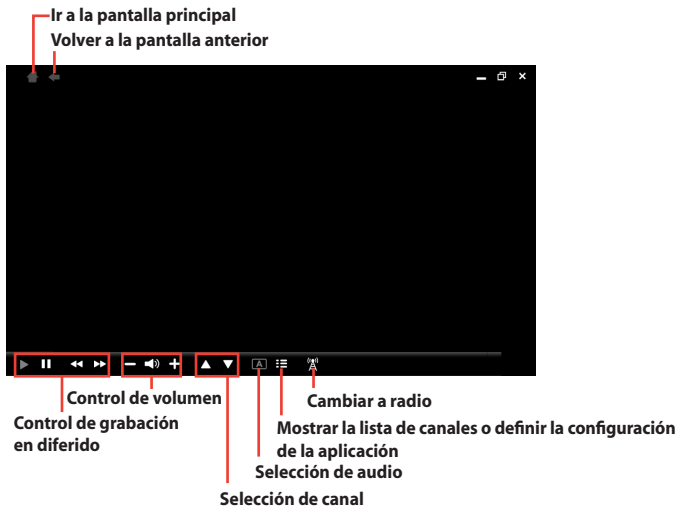 Ir a la pantalla principal
Volver a la pantalla anterior
A
Control de volumen
Cambiar a radio
Control de grabación
en diferido
Mostrar la lista de canales o definir la configuración
de la aplicación
Selección de audio
Selección de canal